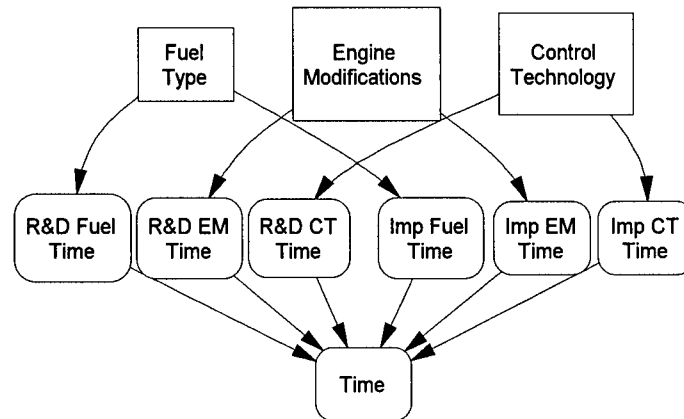 Fuel
Type
Engine
Modifications
Control
Technology
R&D Fuel
Time
R&D EM
Time
R&D CT
Time
Imp Fuel
Time
Imp EM
Time
Imp CT
Time
Time